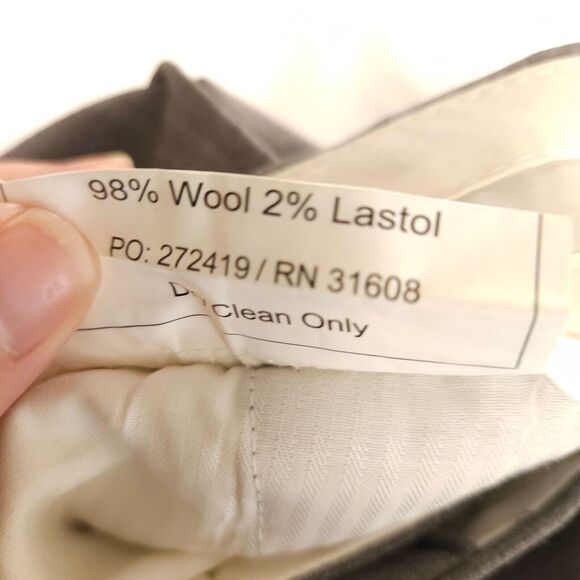 98% Wool 2% Lastol
PO: 272419 / RN 31608
Clean Only